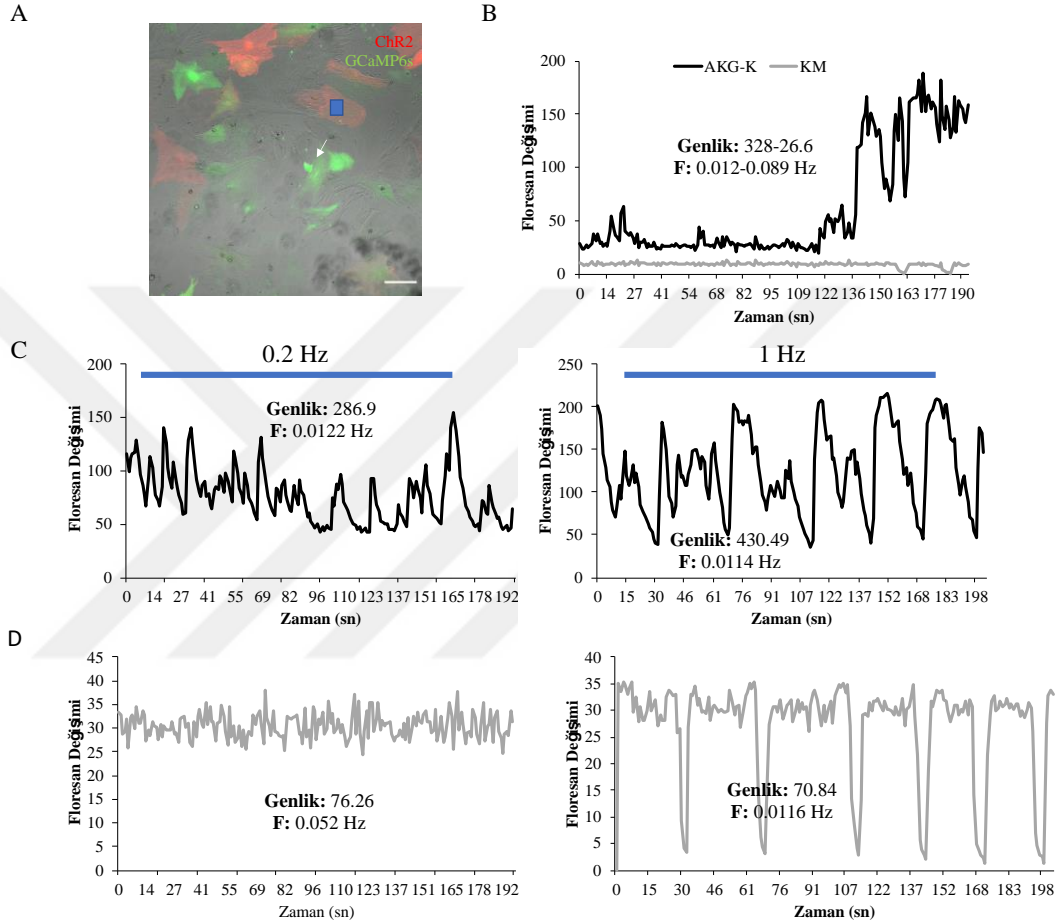 A
ChR2
GCaMP6s
B
AKG-K KM
Floresan Değişimi
200
150
100
50
0
Genlik: 328-26.6
F: 0.012-0.089 Hz
0 14 27 41 54 68 82 95 109 122 136 150 163 177 190
Zaman (sn)
C
0.2 Hz
Floresan Değişimi
200
150
100
50
0
Genlik: 286.9
F: 0.0122 Hz
0 14 27 41 55 69 82 96 110 123 137 151 165 178 192
Zaman (sn)
1 Hz
Floresan Değişimi
250
200
150
100
50
0
Genlik: 430.49
F: 0.0114 Hz
0 15 30 46 61 76 91 107 122 137 152 167 183 198
Zaman (sn)
D
Floresan Değişimi
45
40
35
30
25
20
15
10
5
0
Genlik: 76.26
F: 0.052 Hz
0 14 27 41 55 69 82 96 110 123 137 151 165 178 192
Zaman (sn)
Floresan Değişimi
40
35
30
25
20
15
10
5
0
Genlik: 70.84
F: 0.0116 Hz
0 15 30 46 61 76 91 107 122 137 152 167 183 198
Zaman (sn)